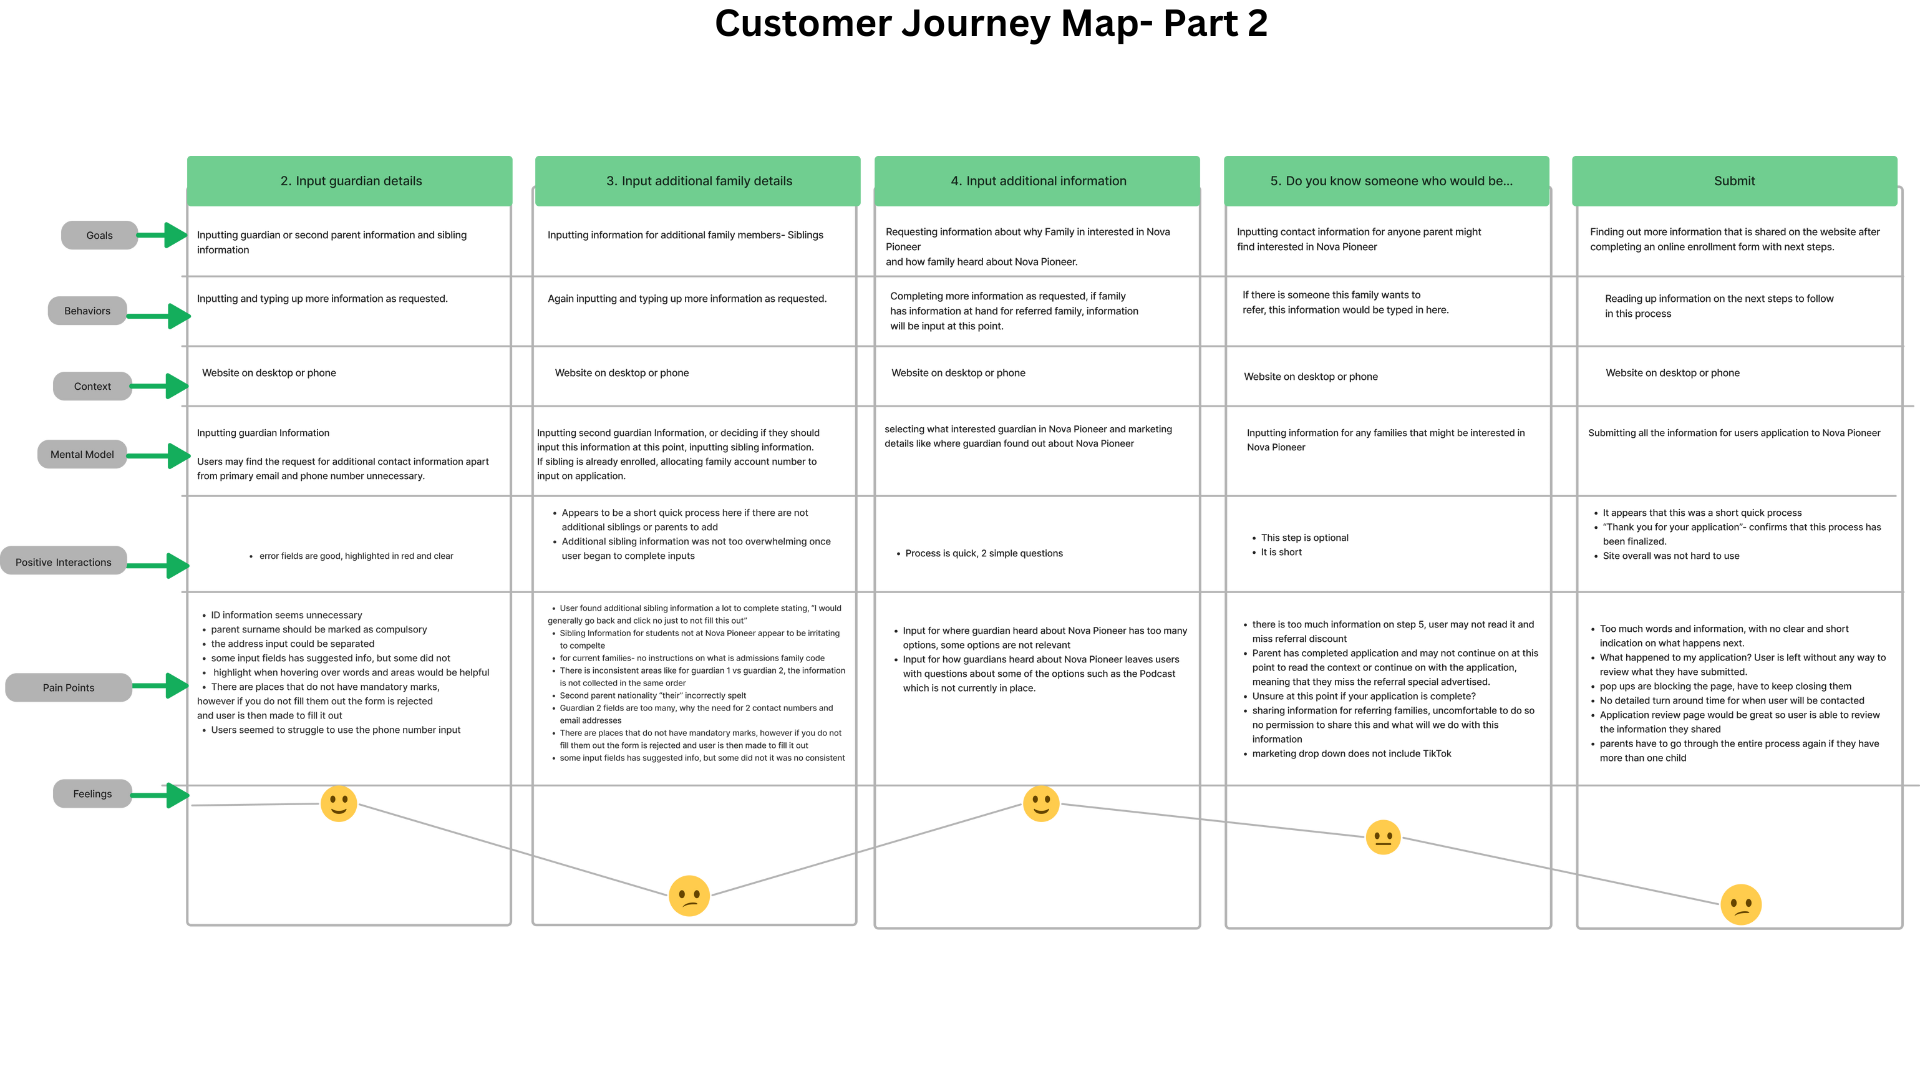 Customer Journey Map- Part 2
2. Input guardian details
3. Input additional family details
4. Input additional information
5. Do you know someone who would be...
Submit
Goals
Inputting guardian or second parent information and sibling
information
Inputting information for additional family members- Siblings
Requesting information about why Family in interested in Nova
Pioneer
and how family heard about Nova Pioneer.
Inputting contact information for anyone parent might
find interested in Nova Pioneer
Finding out more information that is shared on the website after
completing an online enrollment form with next steps.
Behaviors
Inputting and typing up more information as requested.
Again inputting and typing up more information as requested.
Completing more information as requested, if family
has information at hand for referred family, information
will be input at this point.
If there is someone this family wants to
refer, this information would be typed in here.
Reading up information on the next steps to follow
in this process
Context
Website on desktop or phone
Website on desktop or phone
Website on desktop or phone
Website on desktop or phone
Website on desktop or phone
Mental Model
Inputting guardian Information
Users may find the request for additional contact information apart
from primary email and phone number unnecessary.
Inputting second guardian Information, or deciding if they should
input this information at this point, inputting sibling information.
If sibling is already enrolled, allocating family account number to
input on application.
selecting what interested guardian in Nova Pioneer and marketing
details like where guardian found out about Nova Pioneer
Inputting information for any families that might be interested in
Nova Pioneer
Submitting all the information for users application to Nova Pioneer
Positive Interactions
• error fields are good, highlighted in red and clear
• Appears to be a short quick process here if there are not
additional siblings or parents to add
• Additional sibling information was not too overwhelming once
user began to complete inputs
• Process is quick, 2 simple questions
• This step is optional
• It is short
• It appears that this was a short quick process
• "Thank you for your application"- confirms that this process has
been finalized.
• Site overall was not hard to use
Pain Points
• ID information seems unnecessary
• parent surname should be marked as compulsory
• the address input could be separated
• some input fields has suggested info, but some did not
• highlight when hovering over words and areas would be helpful
• There are places that do not have mandatory marks,
however if you do not fill them out the form is rejected
and user is then made to fill it out
• Users seemed to struggle to use the phone number input
• User found additional sibling information a lot to complete stating, "I would
generally go back and click no just to not fill this out"
• Sibling Information for students not at Nova Pioneer appear to be irritating
to compelte
• for current families- no instructions on what is admissions family code
• There is inconsistent areas like for guardian 1 vs guardian 2, the information
is not collected in the same order
• Second parent nationality "their" incorrectly spelt
• Guardian 2 fields are too many, why the need for 2 contact numbers and
email addresses
• There are places that do not have mandatory marks, however if you do not
fill them out the form is rejected and user is then made to fill it out
• some input fields has suggested info, but some did not it was no consistent
• Input for where guardian heard about Nova Pioneer has too many
options, some options are not relevant
• Input for how guardians heard about Nova Pioneer leaves users
with questions about some of the options such as the Podcast
which is not currently in place.
• there is too much information on step 5, user may not read it and
miss referral discount
• Parent has completed application and may not continue on at this
point to read the context or continue on with the application,
meaning that they miss the referral special advertised.
• Unsure at this point if your application is complete?
• sharing information for referring families, uncomfortable to do so
no permission to share this and what will we do with this
information
• marketing drop down does not include TikTok
• Too much words and information, with no clear and short
indication on what happens next.
• What happened to my application? User is left without any way to
review what they have submitted.
• pop ups are blocking the page, have to keep closing them
• No detailed turn around time for when user will be contacted
• Application review page would be great so user is able to review
the information they shared
• parents have to go through the entire process again if they have
more than one child
Feelings